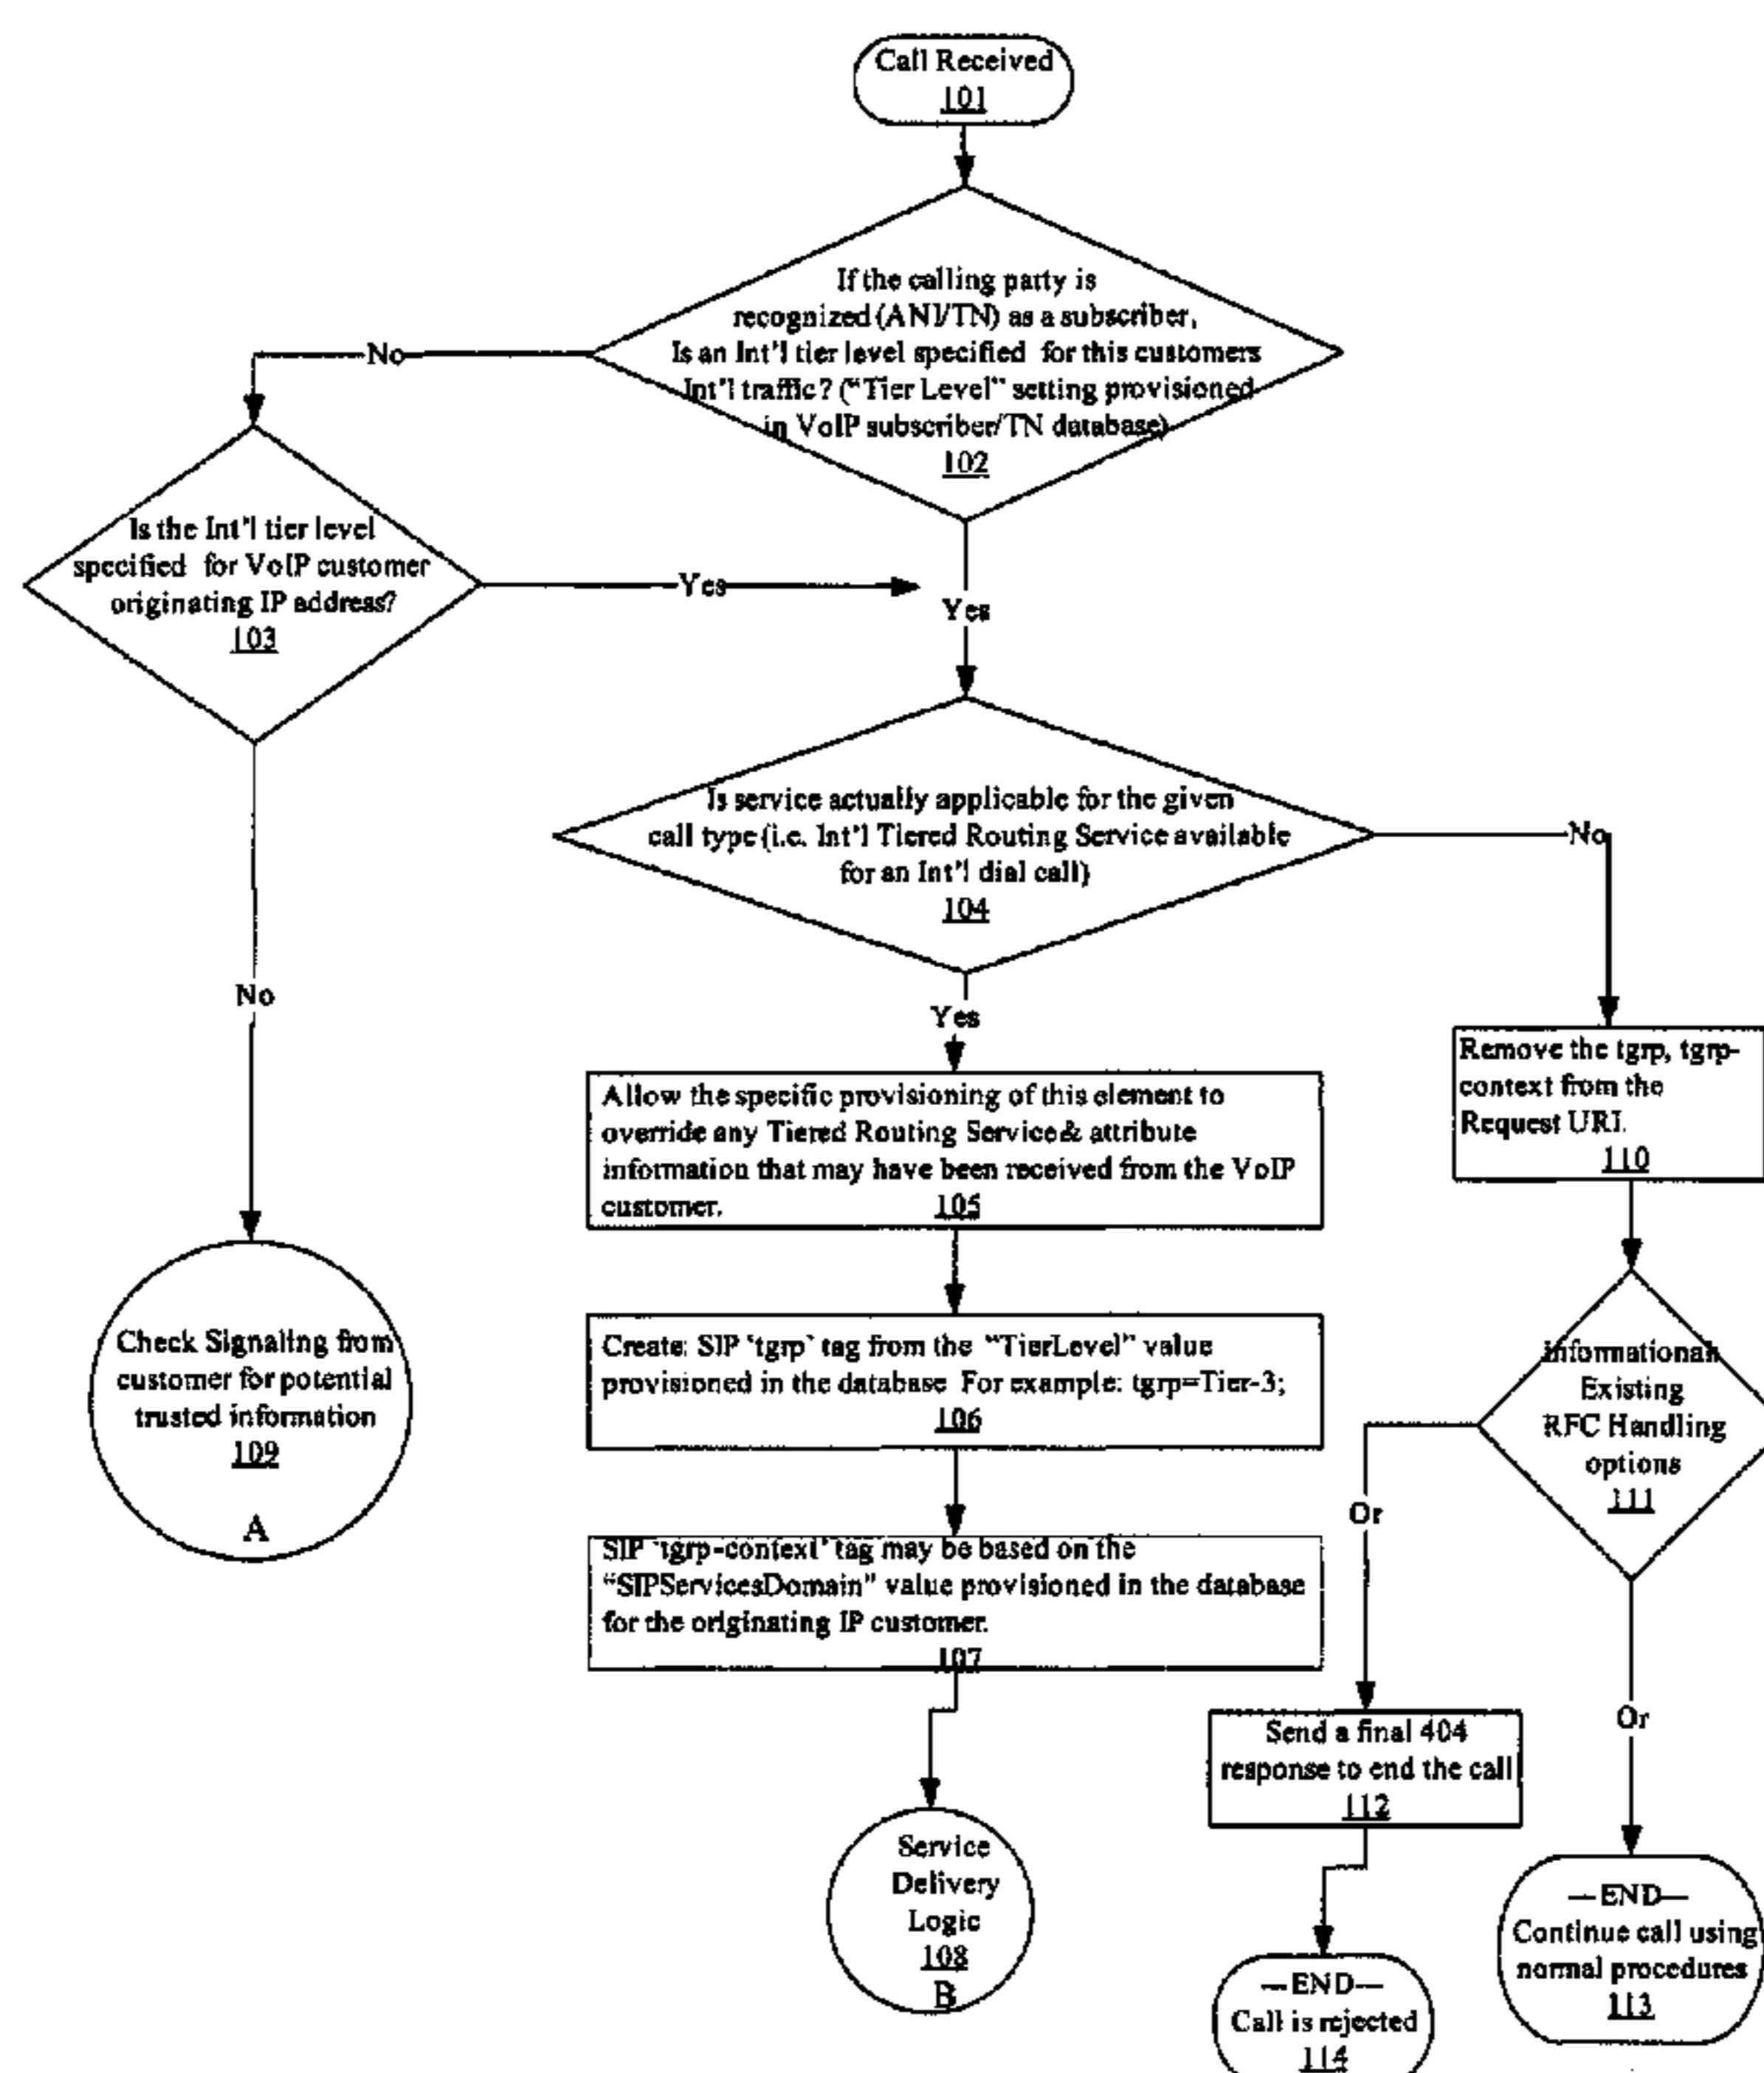 Call Received
101
If the calling party is
recognized (ANI/TN) as a subscriber,
Is an Int'l tier level specified for this customers
Int'l traffic? ("Tier Level" setting provisioned
in VoIP subscriber/TN database)
102
No
Is the Int'l tier level
specified for VoIP customer
originating IP address?
103
Yes
Yes
Is service actually applicable for the given
call type (i.e. Int'l Tiered Routing Service available
for an Int'l dial call)
104
No
No
Yes
Remove the tgrp, tgrp-
context from the
Request URI.
110
Allow the specific provisioning of this element to
override any Tiered Routing Service & attribute
information that may have been received from the VoIP
customer.
105
Check Signaling from
customer for potential
trusted information
109
A
Create: SIP 'tgrp' tag from the "TierLevel" value
provisioned in the database For example: tgrp=Tier-3;
106
informational:
Existing
RFC Handling
options
111
Or
SIP 'tgrp-context' tag may be based on the
"SIPServicesDomain" value provisioned in the database
for the originating IP customer.
107
Or
Send a final 404
response to end the call
112
Service
Delivery
Logic
108
B
—END—
Continue call using
normal procedures
113
—END—
Call is rejected
114